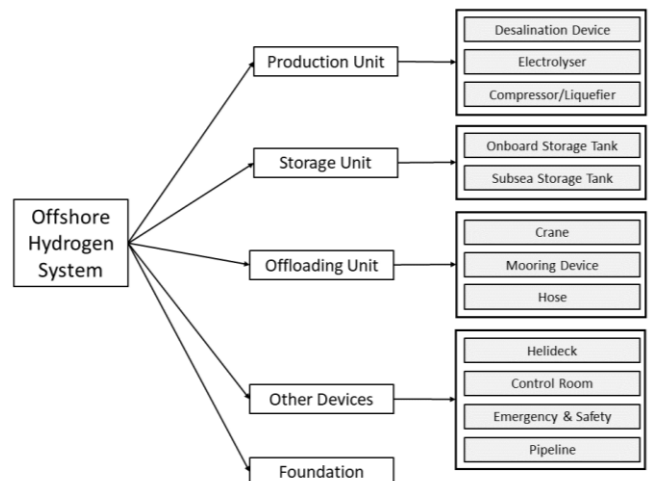 Offshore
Hydrogen
System
Production Unit
Desalination Device
Electrolyser
Compressor/Liquefier
Storage Unit
Onboard Storage Tank
Subsea Storage Tank
Offloading Unit
Crane
Mooring Device
Hose
Other Devices
Helideck
Control Room
Emergency & Safety
Pipeline
Foundation